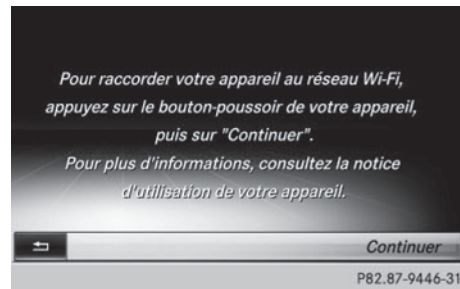 Pour raccorder votre appareil au réseau Wi-Fi,
appuyez sur le bouton-poussoir de votre appareil,
puis sur "Continuer".
Pour plus d'informations, consultez la notice
d'utilisation de votre appareil.
Continuer
P82.87-9446-31